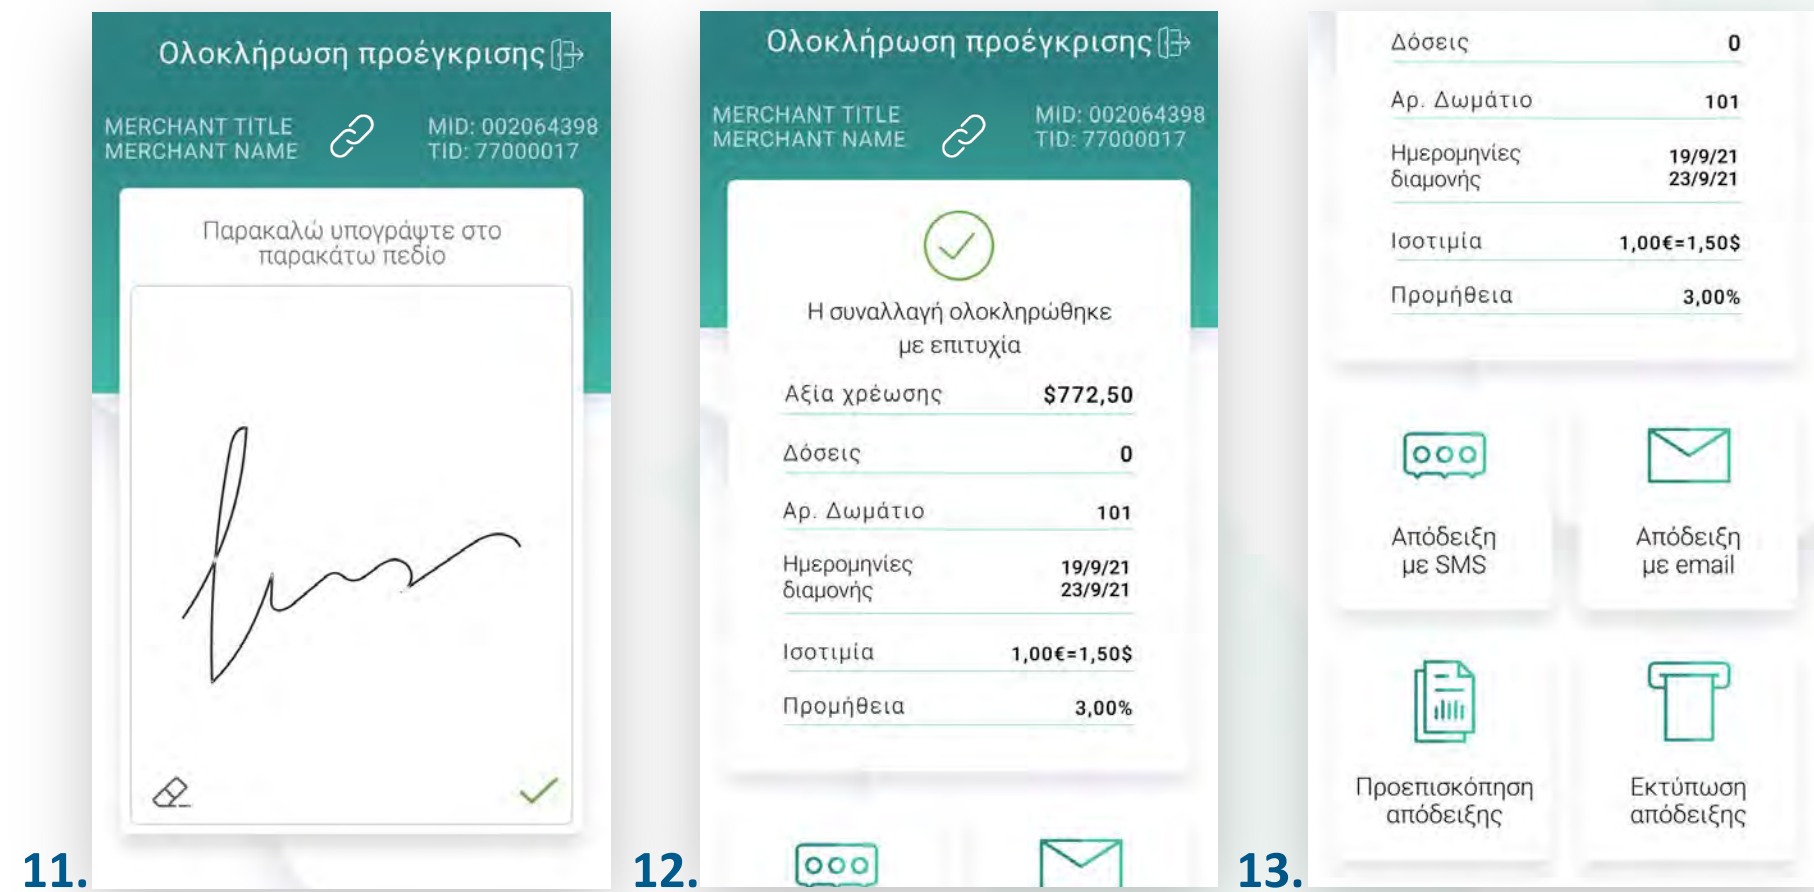 Ολοκλήρωση προέγκρισης
MERCHANT TITLE
MERCHANT NAME
MID: 002064398
TID: 77000017
Παρακαλώ υπογράψτε στο
παρακάτω πεδίο
11.
Ολοκλήρωση προέγκρισης
MERCHANT TITLE
MERCHANT NAME
MID: 002064398
TID: 77000017
Η συναλλαγή ολοκληρώθηκε
με επιτυχία
Αξία χρέωσης $772,50
Δόσεις 0
Αρ. Δωμάτιο 101
Ημερομηνίες 19/9/21
διαμονής 23/9/21
Ισοτιμία 1,00€=1,50$
Προμήθεια 3,00%
12.
Δόσεις 0
Αρ. Δωμάτιο 101
Ημερομηνίες 19/9/21
διαμονής 23/9/21
Ισοτιμία 1,00€=1,50$
Προμήθεια 3,00%
Απόδειξη
με SMS
Απόδειξη
με email
Προεπισκόπηση
απόδειξης
Εκτύπωση
απόδειξης
13.